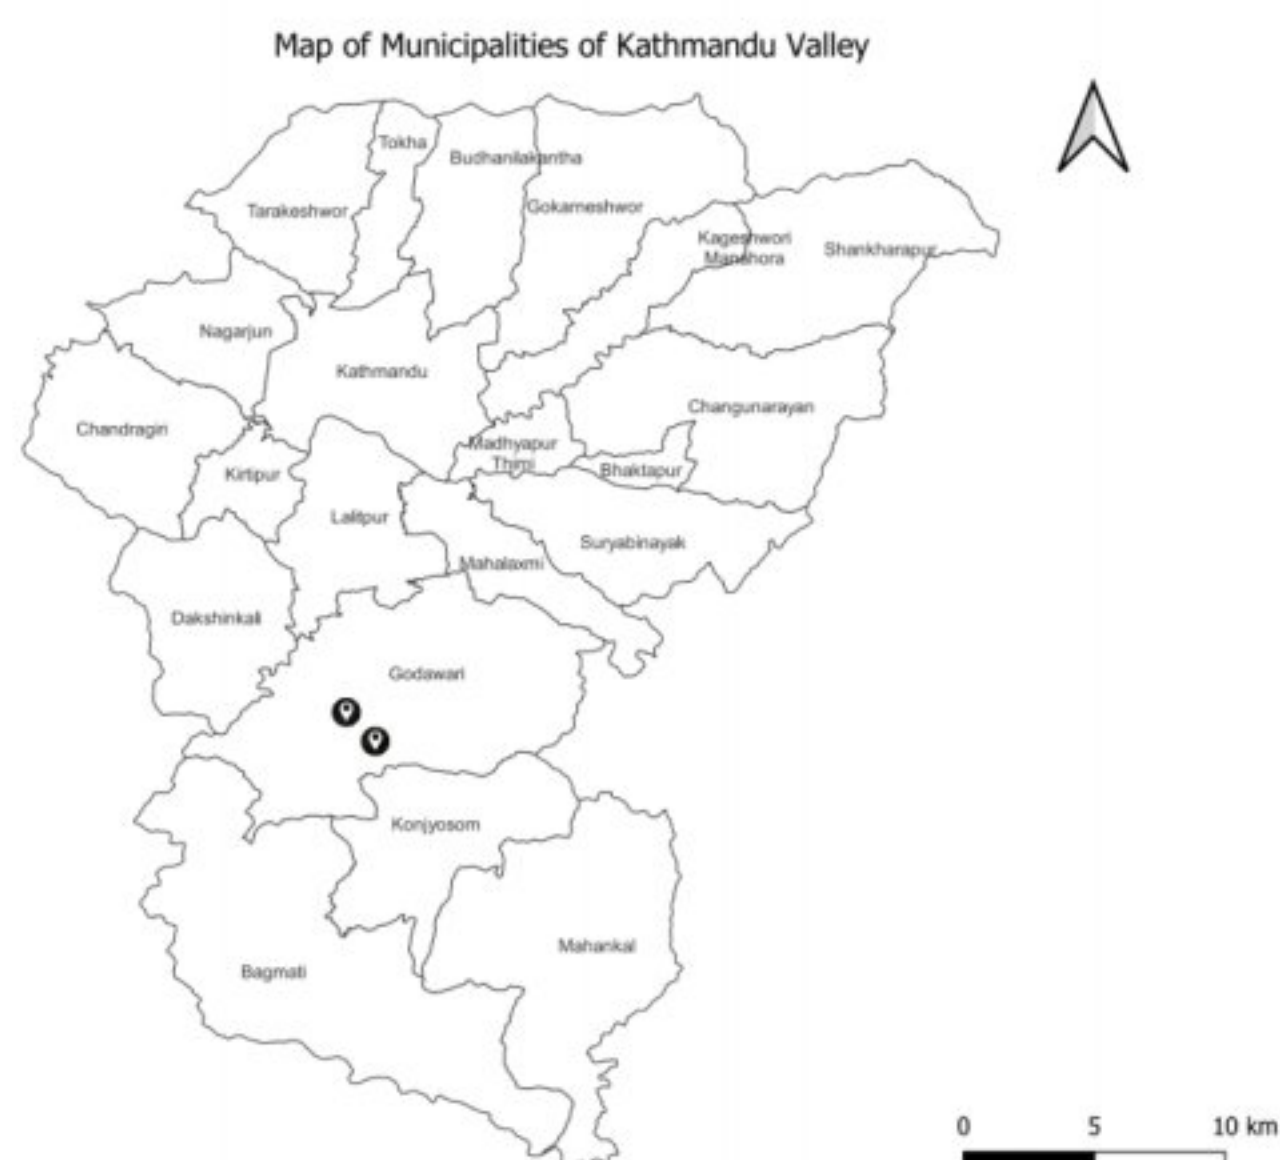 Map of Municipalities of Kathmandu Valley
Tokha
Budhanilakantha
Tarakeshwor
Gokarneshwor
Kageshwori
Manahora
Shankharapur
Nagarjun
Kathmandu
Changunarayan
Chandragiri
Madhyapur
Thimi
Kirtipur
Bhaktapur
Lalitpur
Suryabinayak
Mahalaxmi
Dakshinkali
Godawari
Konjyosom
Mahankal
Bagmati
0 5 10 km